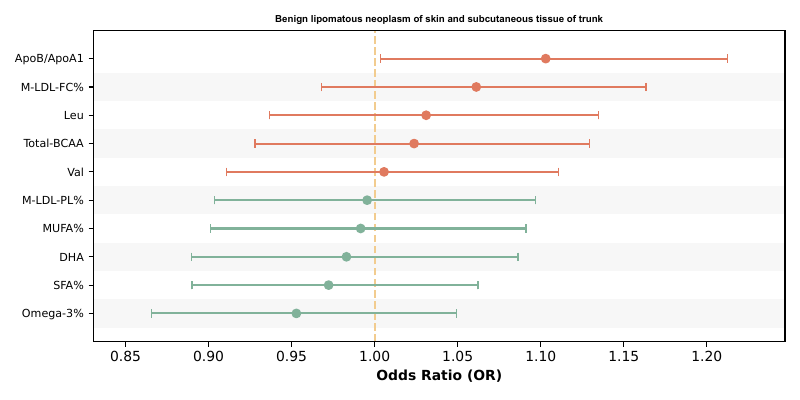 Benign lipomatous neoplasm of skin and subcutaneous tissue of trunk
ApoB/ApoA1
M-LDL-FC%
Leu
Total-BCAA
Val
M-LDL-PL%
MUFA%
DHA
SFA%
Omega-3%
0.85 0.90 0.95 1.00 1.05 1.10 1.15 1.20
Odds Ratio (OR)